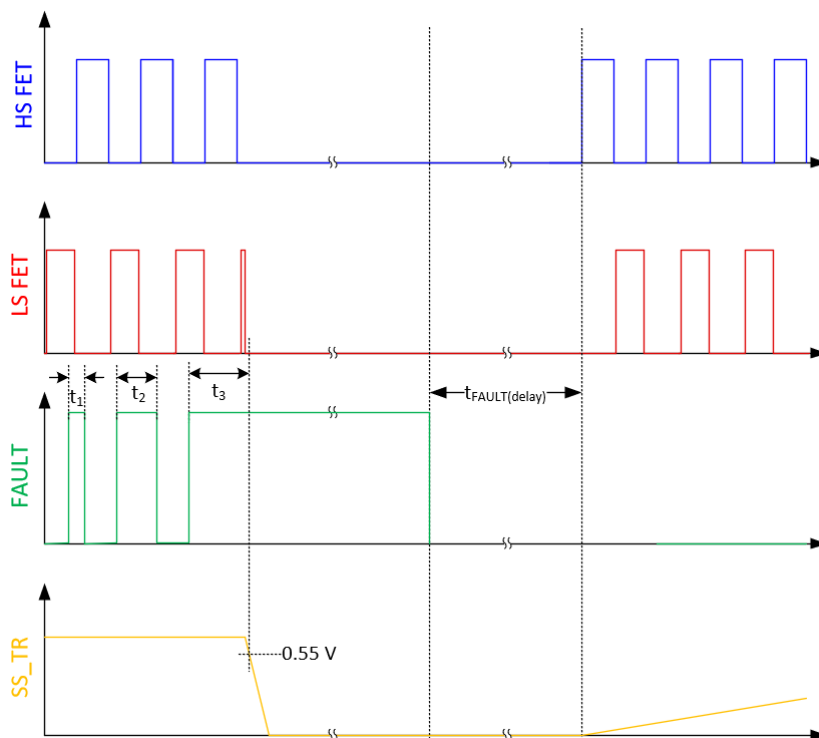 HS FET
LS FET
t1
t2
t3
tFAULT(delay)
FAULT
0.55 V
SS_TR